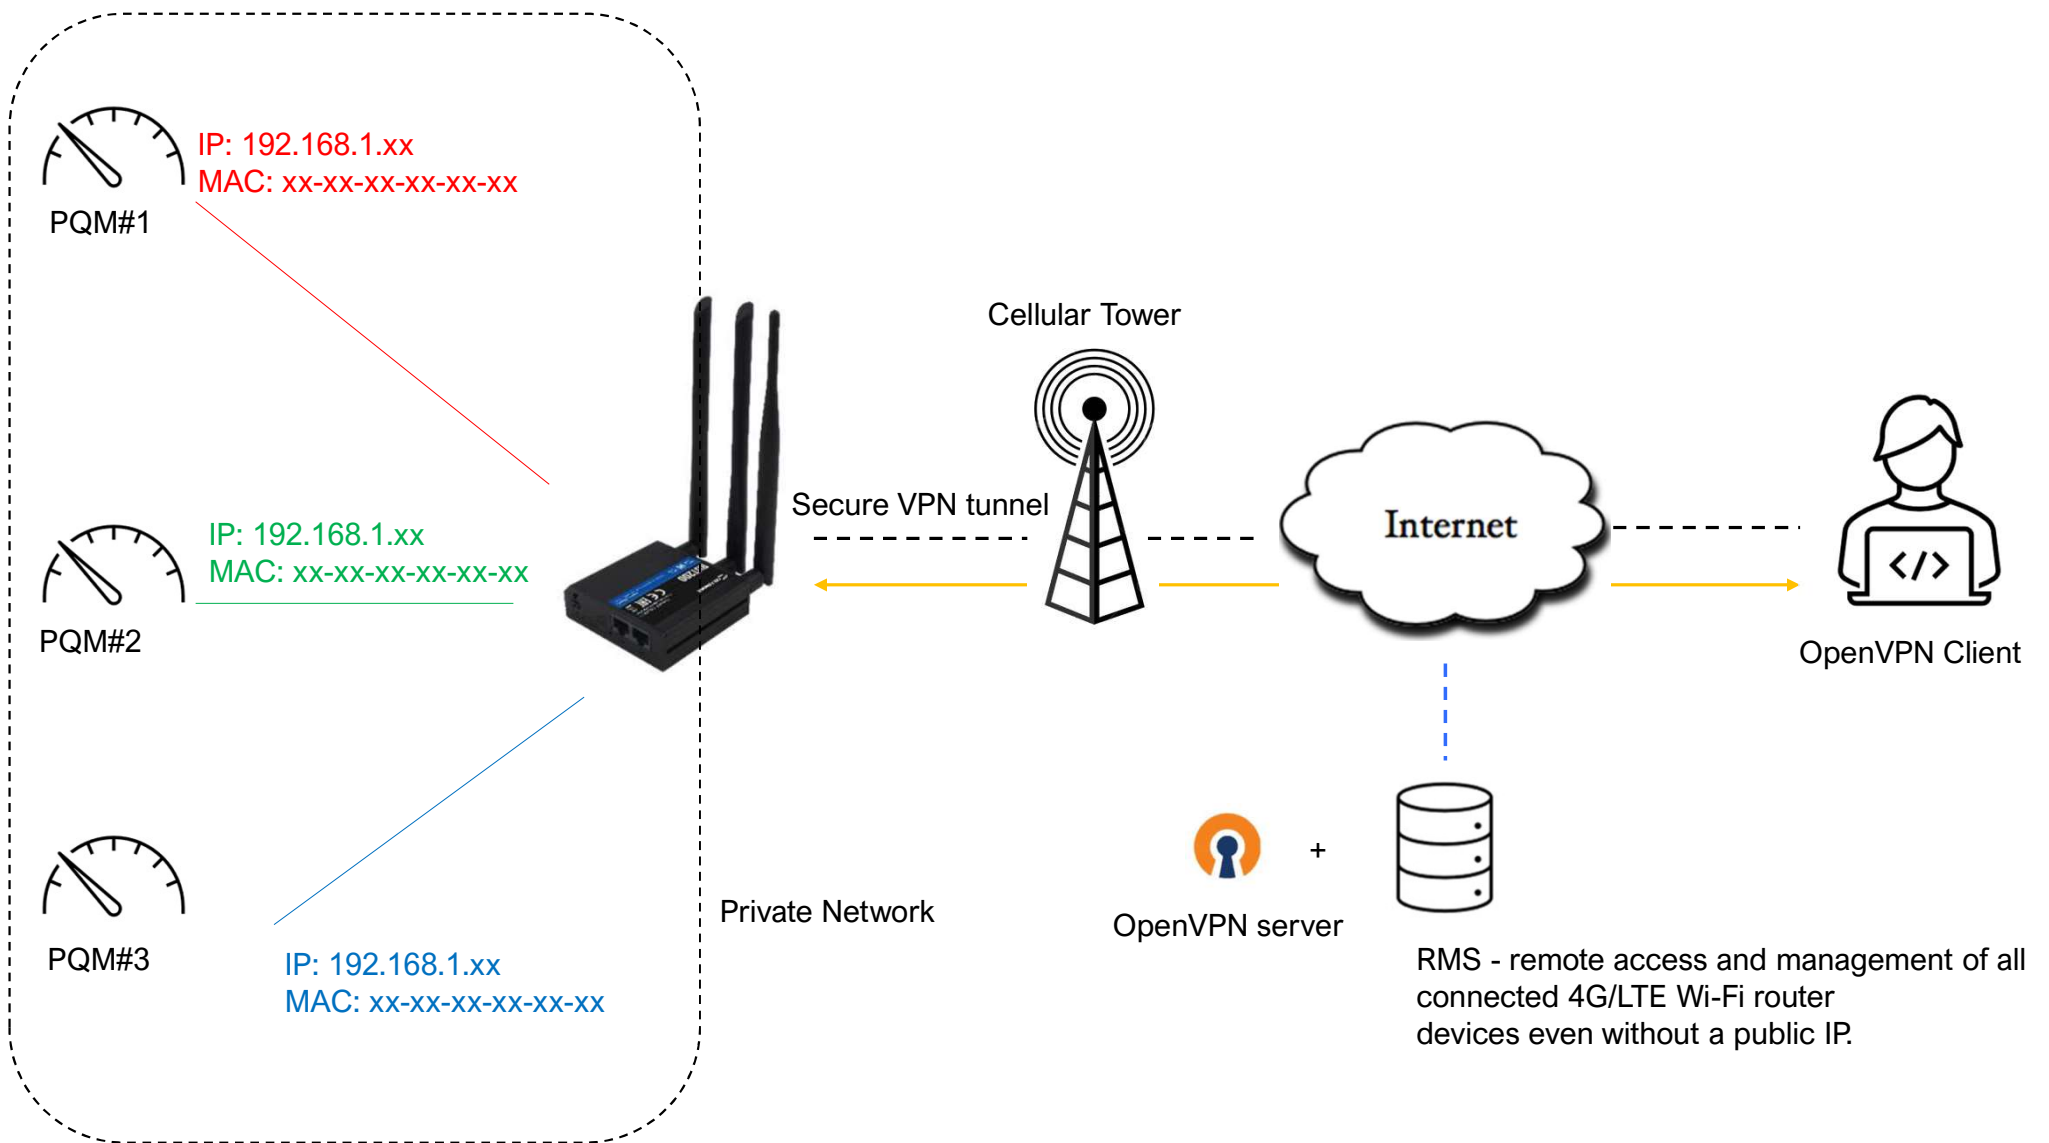 IP: 192.168.1.xx
MAC: xx-xx-xx-xx-xx-xx
PQM#1
Cellular Tower
Secure VPN tunnel
Internet
IP: 192.168.1.xx
MAC: xx-xx-xx-xx-xx-xx
PQM#2
OpenVPN Client
+
Private Network
OpenVPN server
PQM#3
IP: 192.168.1.xx
MAC: xx-xx-xx-xx-xx-xx
RMS - remote access and management of all
connected 4G/LTE Wi-Fi router
devices even without a public IP.